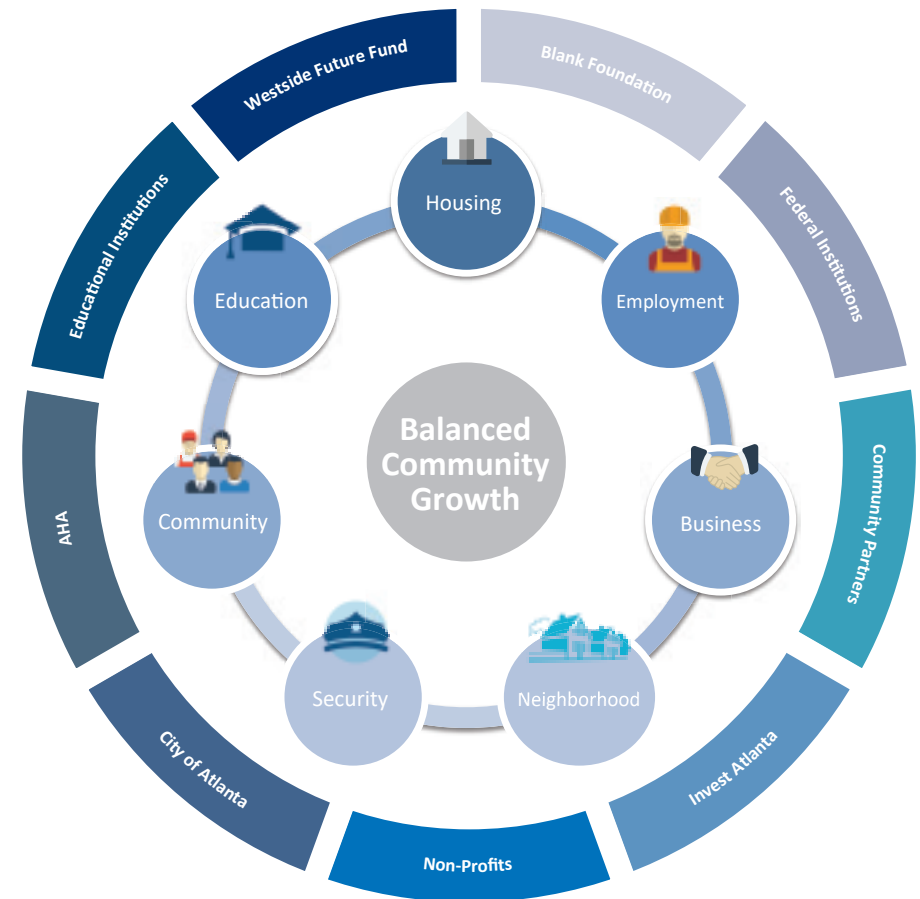 Westside Future Fund
Blank Foundation
Federal Institutions
Community Partners
Invest Atlanta
Non-Profits
City of Atlanta
AHA
Educational Institutions
Housing
Employment
Business
Neighborhood
Security
Community
Education
Balanced
Community
Growth